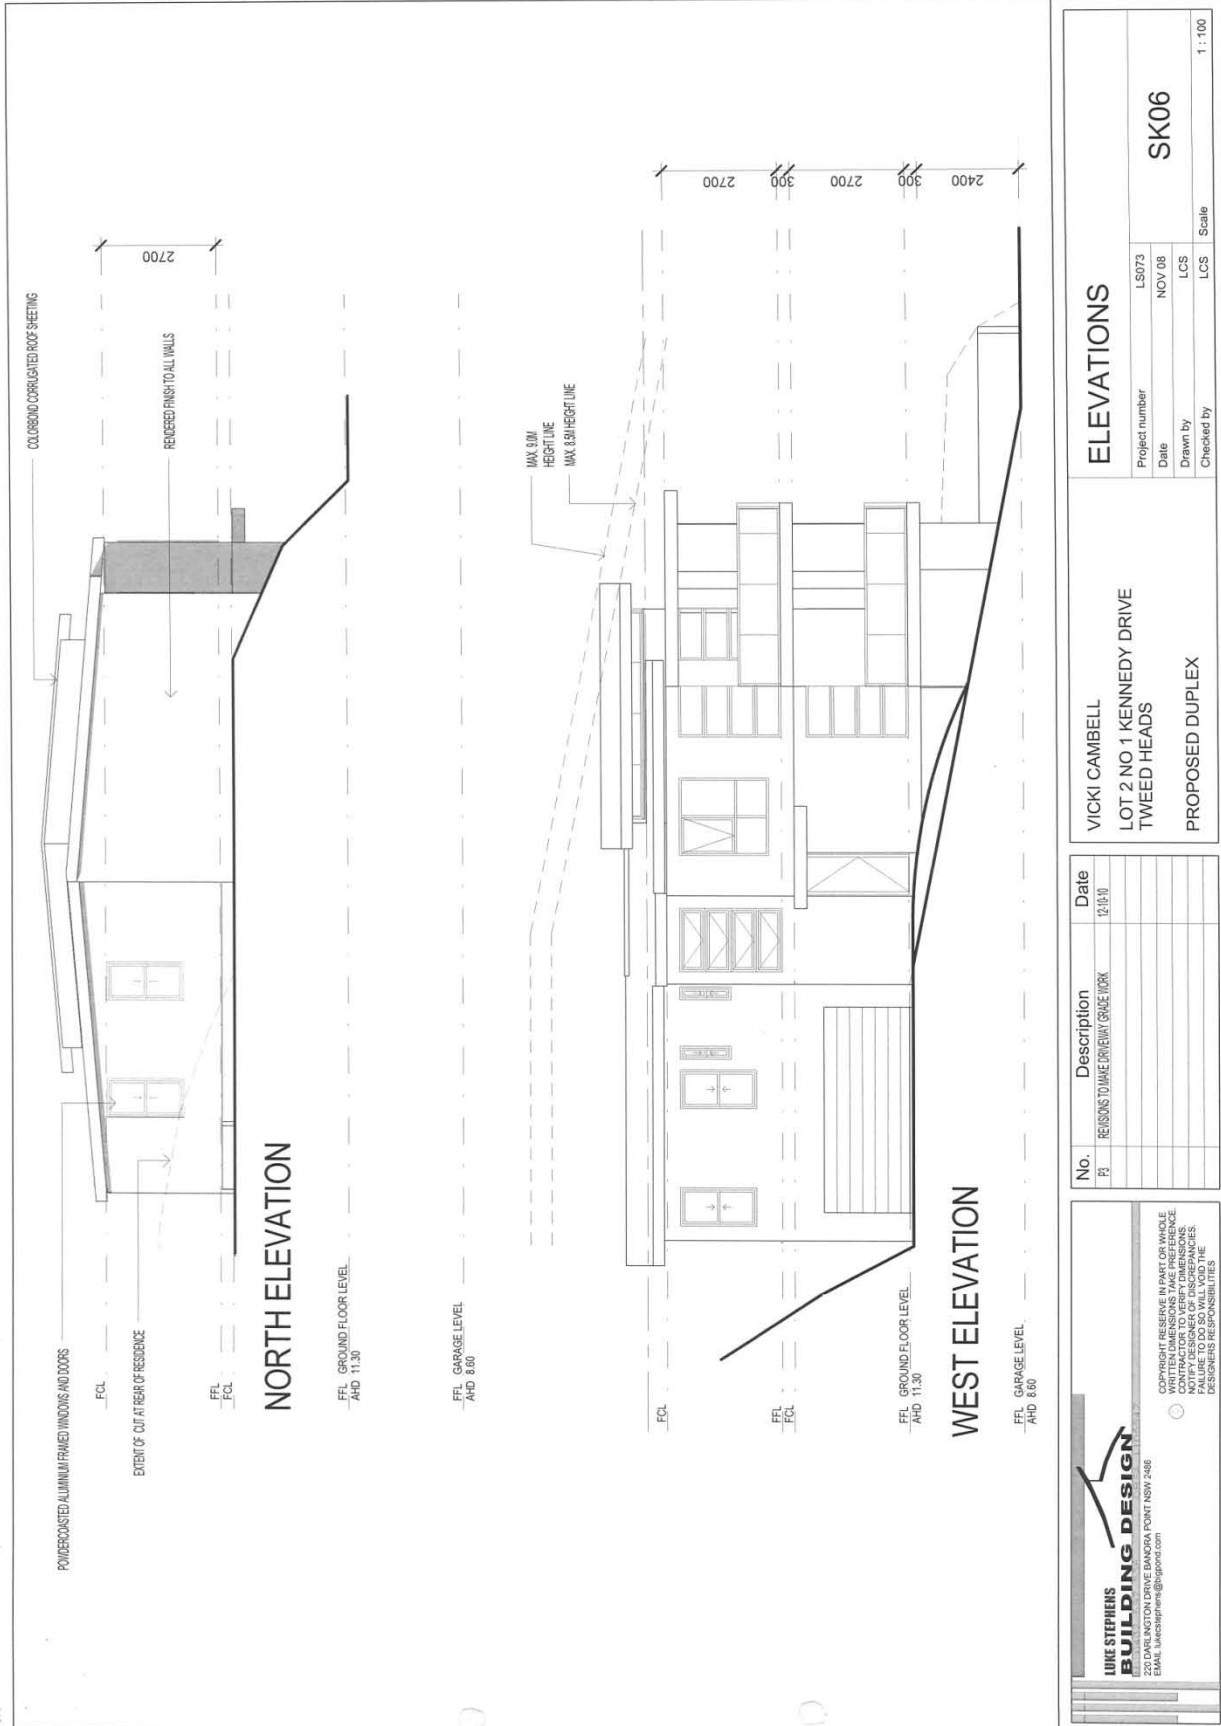 POWDERCOASTED ALUMINIUM FRAMED WINDOWS AND DOORS
COLORBOND CORRUGATED ROOF SHEETING
2700
FCL
RENDERED FINISH TO ALL WALLS
EXTENT OF CUT AT REAR OF RESIDENCE
FFL
FCL
NORTH ELEVATION
FFL GROUND FLOOR LEVEL
AHD 11.30
FFL GARAGE LEVEL
AHD 8.60
MAX. 9.0M
HEIGHT LINE
MAX 8.5M HEIGHT LINE
FCL
2700
FFL
FCL
300
2700
FFL GROUND FLOOR LEVEL
AHD 11.30
300
2400
WEST ELEVATION
FFL GARAGE LEVEL
AHD 8.60
LUKE STEPHENS
BUILDING DESIGN
220 DARLINGTON DRIVE BANORA POINT NSW 2486
EMAIL lukecstephens@bigpond.com
COPYRIGHT RESERVE IN PART OR WHOLE
WRITTEN DIMENSIONS TAKE PREFERENCE.
CONTRACTOR TO VERIFY DIMENSIONS.
NOTIFY DESIGNER OF DISCREPANCIES.
FAILURE TO DO SO WILL VOID THE
DESIGNERS RESPONSIBILITIES
No. Description Date
P3 REVISIONS TO MAKE DRIVEWAY GRADE WORK 12-10-10
VICKI CAMBELL
LOT 2 NO 1 KENNEDY DRIVE
TWEED HEADS
PROPOSED DUPLEX
ELEVATIONS
Project number LS073
Date NOV 08
Drawn by LCS
Checked by LCS
SK06
Scale 1 : 100